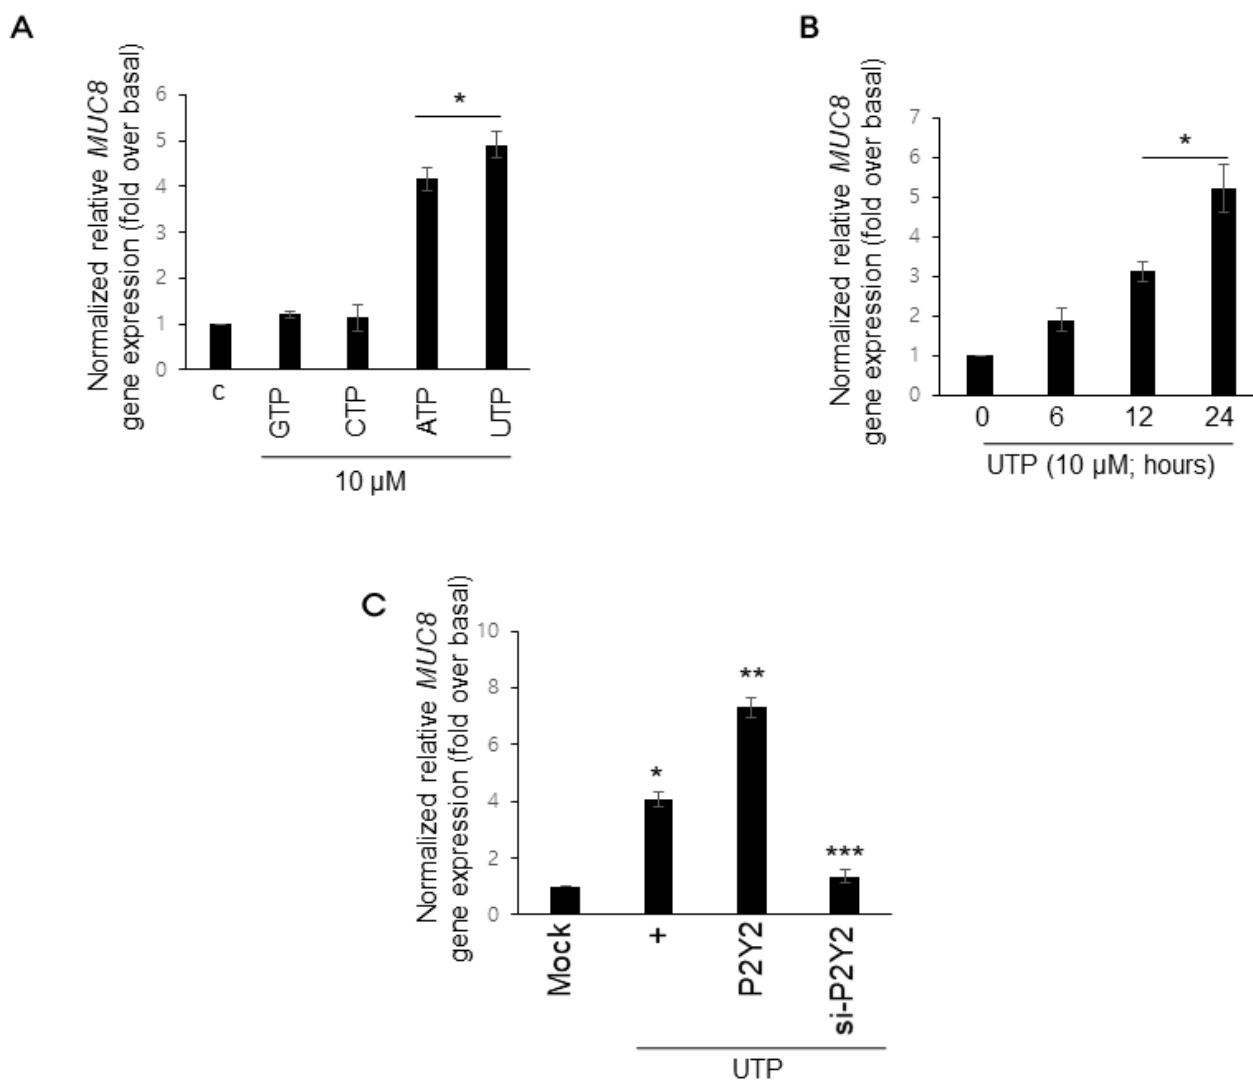 A
Normalized relative MUC8
gene expression (fold over basal)
6
5
4
3
2
1
0
*
c
GTP
CTP
ATP
UTP
10 μM
B
Normalized relative MUC8
gene expression (fold over basal)
7
6
5
4
3
2
1
0
*
0 6 12 24
UTP (10 μM; hours)
C
Normalized relative MUC8
gene expression (fold over basal)
10
8
6
4
2
0
*
**
***
Mock
+
P2Y2
si-P2Y2
UTP